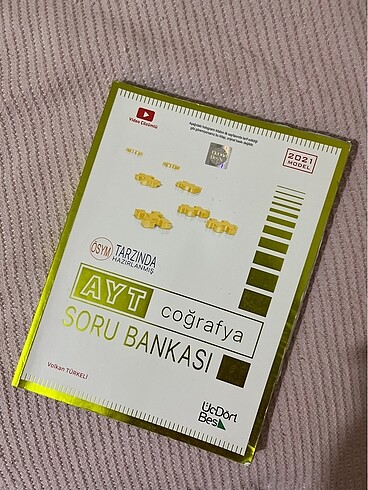 Video Çözümlü
2021
MODEL
ÖSYM
TARZINDA
HAZIRLANMIŞ
AYT
coğrafya
SORU BANKASI
Volkan TÜRKELİ
ÜçDört
Beş